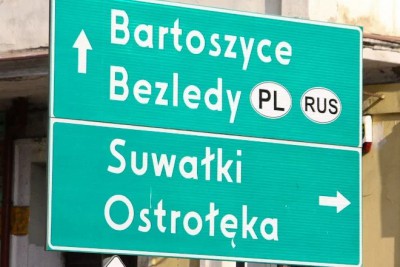 Bartoszyce
Bezledy PL RUS
Suwałki
Ostrołęka